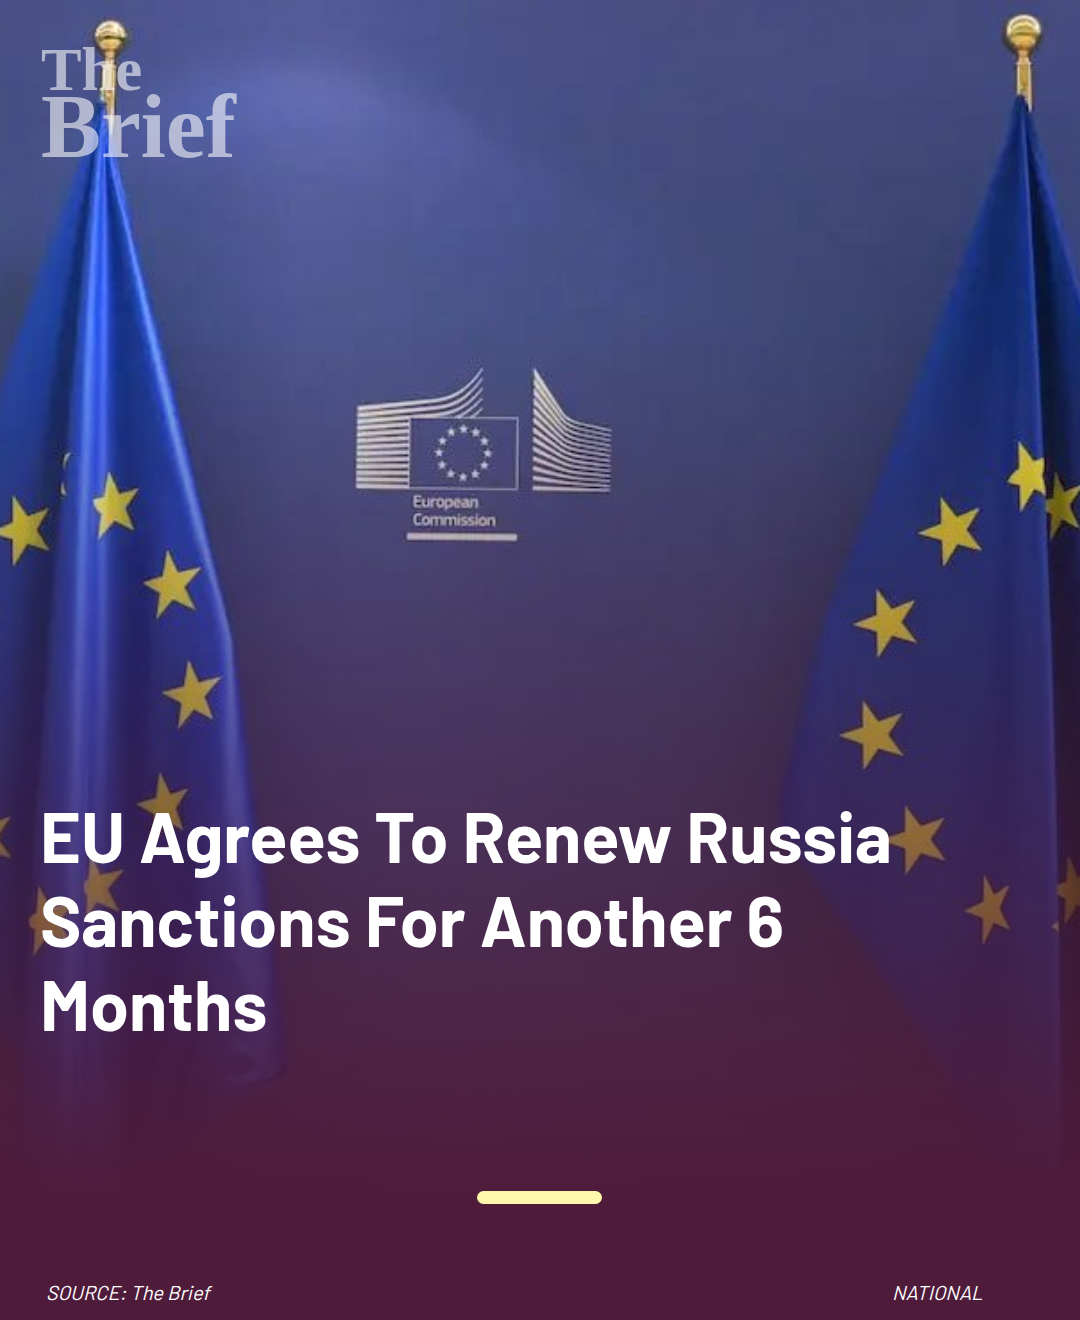 The
Brief
European
Commission
EU Agrees To Renew Russia
Sanctions For Another 6
Months
SOURCE: The Brief
NATIONAL